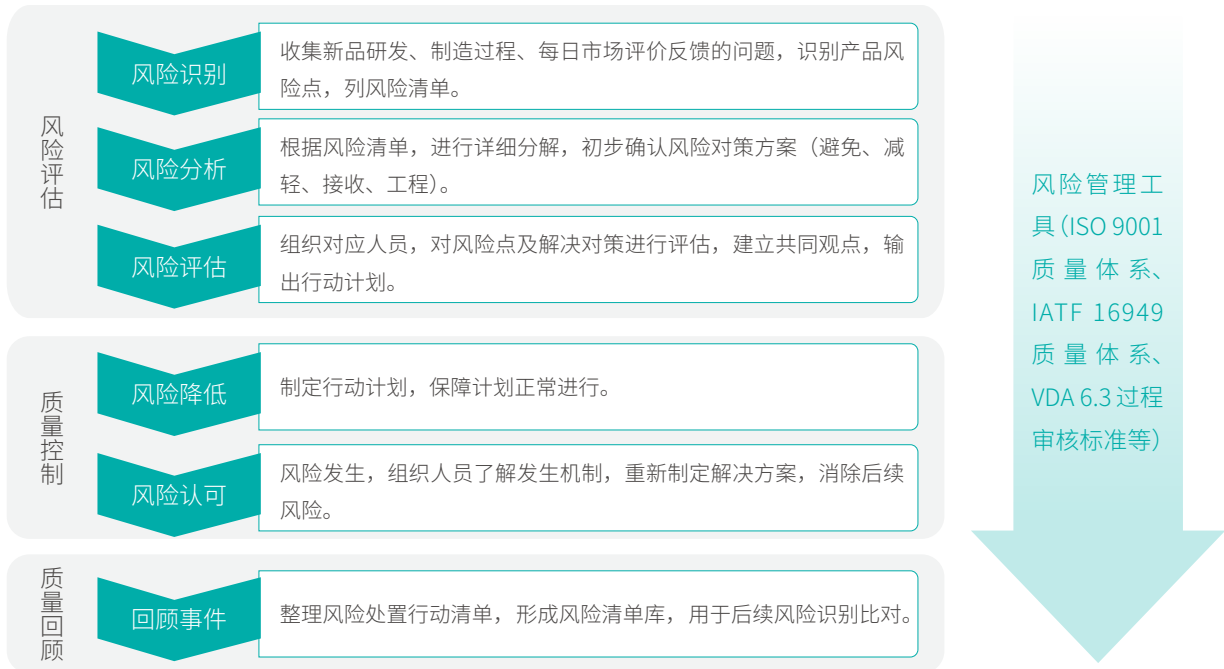 风险评估
风险识别
收集新品研发、制造过程、每日市场评价反馈的问题，识别产品风
险点，列风险清单。
风险分析
根据风险清单，进行详细分解，初步确认风险对策方案（避免、减
轻、接收、工程）。
风险评估
组织对应人员，对风险点及解决对策进行评估，建立共同观点，输
出行动计划。
质量控制
风险降低
制定行动计划，保障计划正常进行。
风险认可
风险发生，组织人员了解发生机制，重新制定解决方案，消除后续
风险。
质量回顾
回顾事件
整理风险处置行动清单，形成风险清单库，用于后续风险识别比对。
风险管理工
具（ISO 9001
质量体系、
IATF 16949
质量体系、
VDA 6.3 过程
审核标准等）